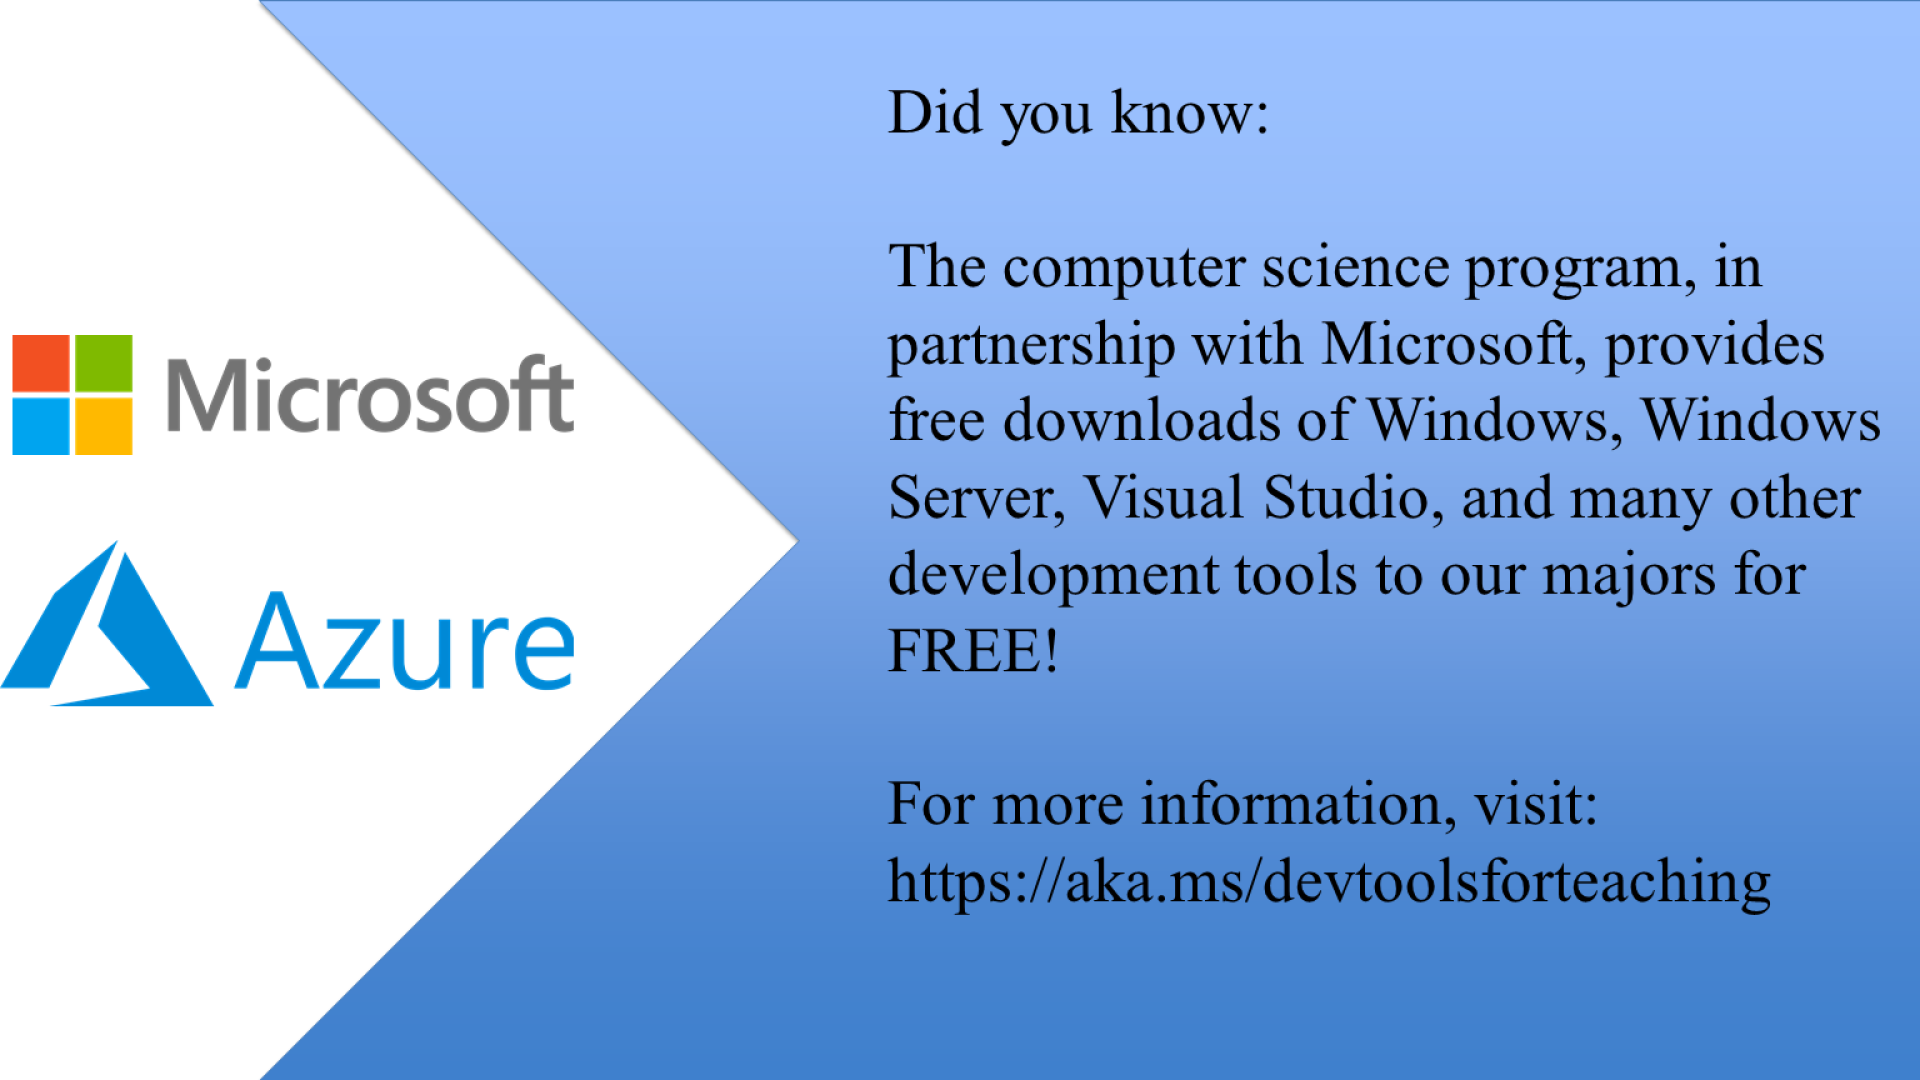 Microsoft
Azure
Did you know:
The computer science program, in
partnership with Microsoft, provides
free downloads of Windows, Windows
Server, Visual Studio, and many other
development tools to our majors for
FREE!
For more information, visit:
https://aka.ms/devtoolsforteaching